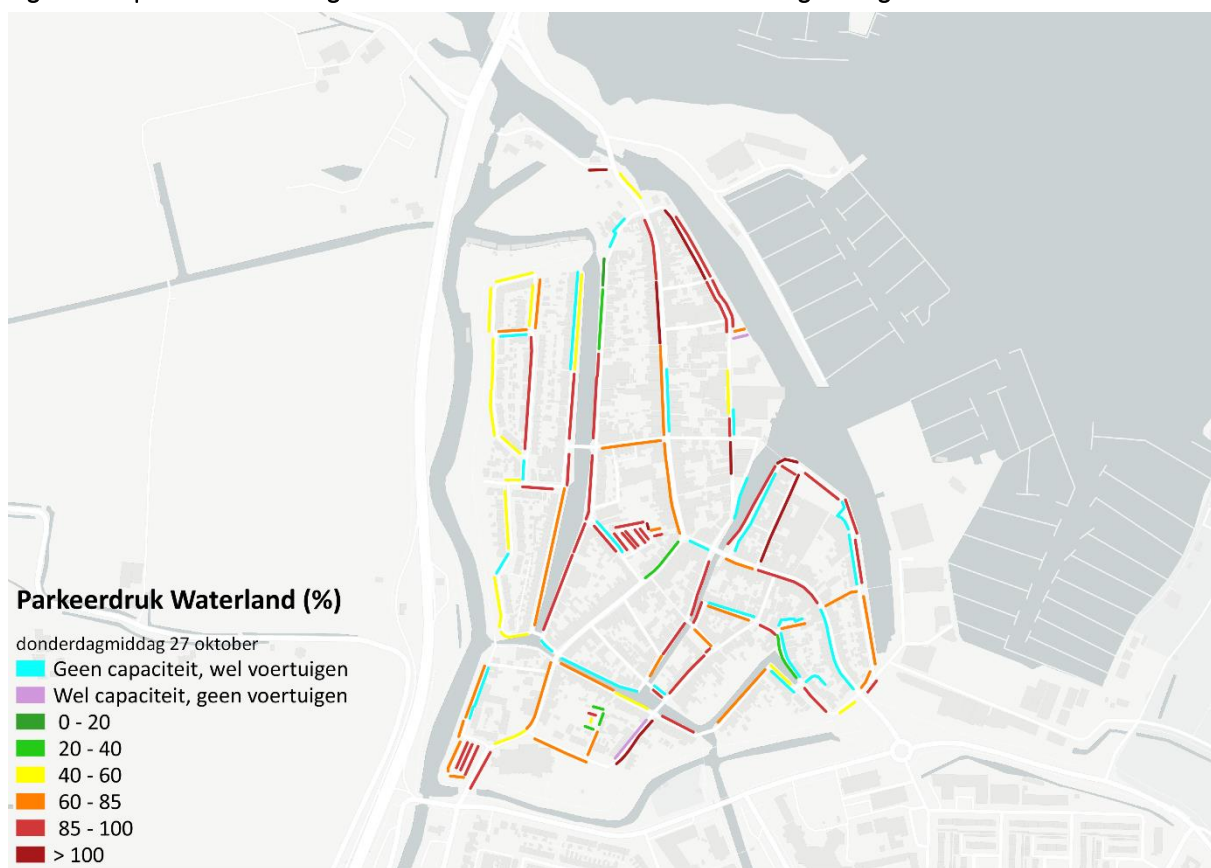 Parkeerdruk Waterland (%)
donderdagmiddag 27 oktober
Geen capaciteit, wel voertuigen
Wel capaciteit, geen voertuigen
0 - 20
20 - 40
40 - 60
60 - 85
85 - 100
> 100